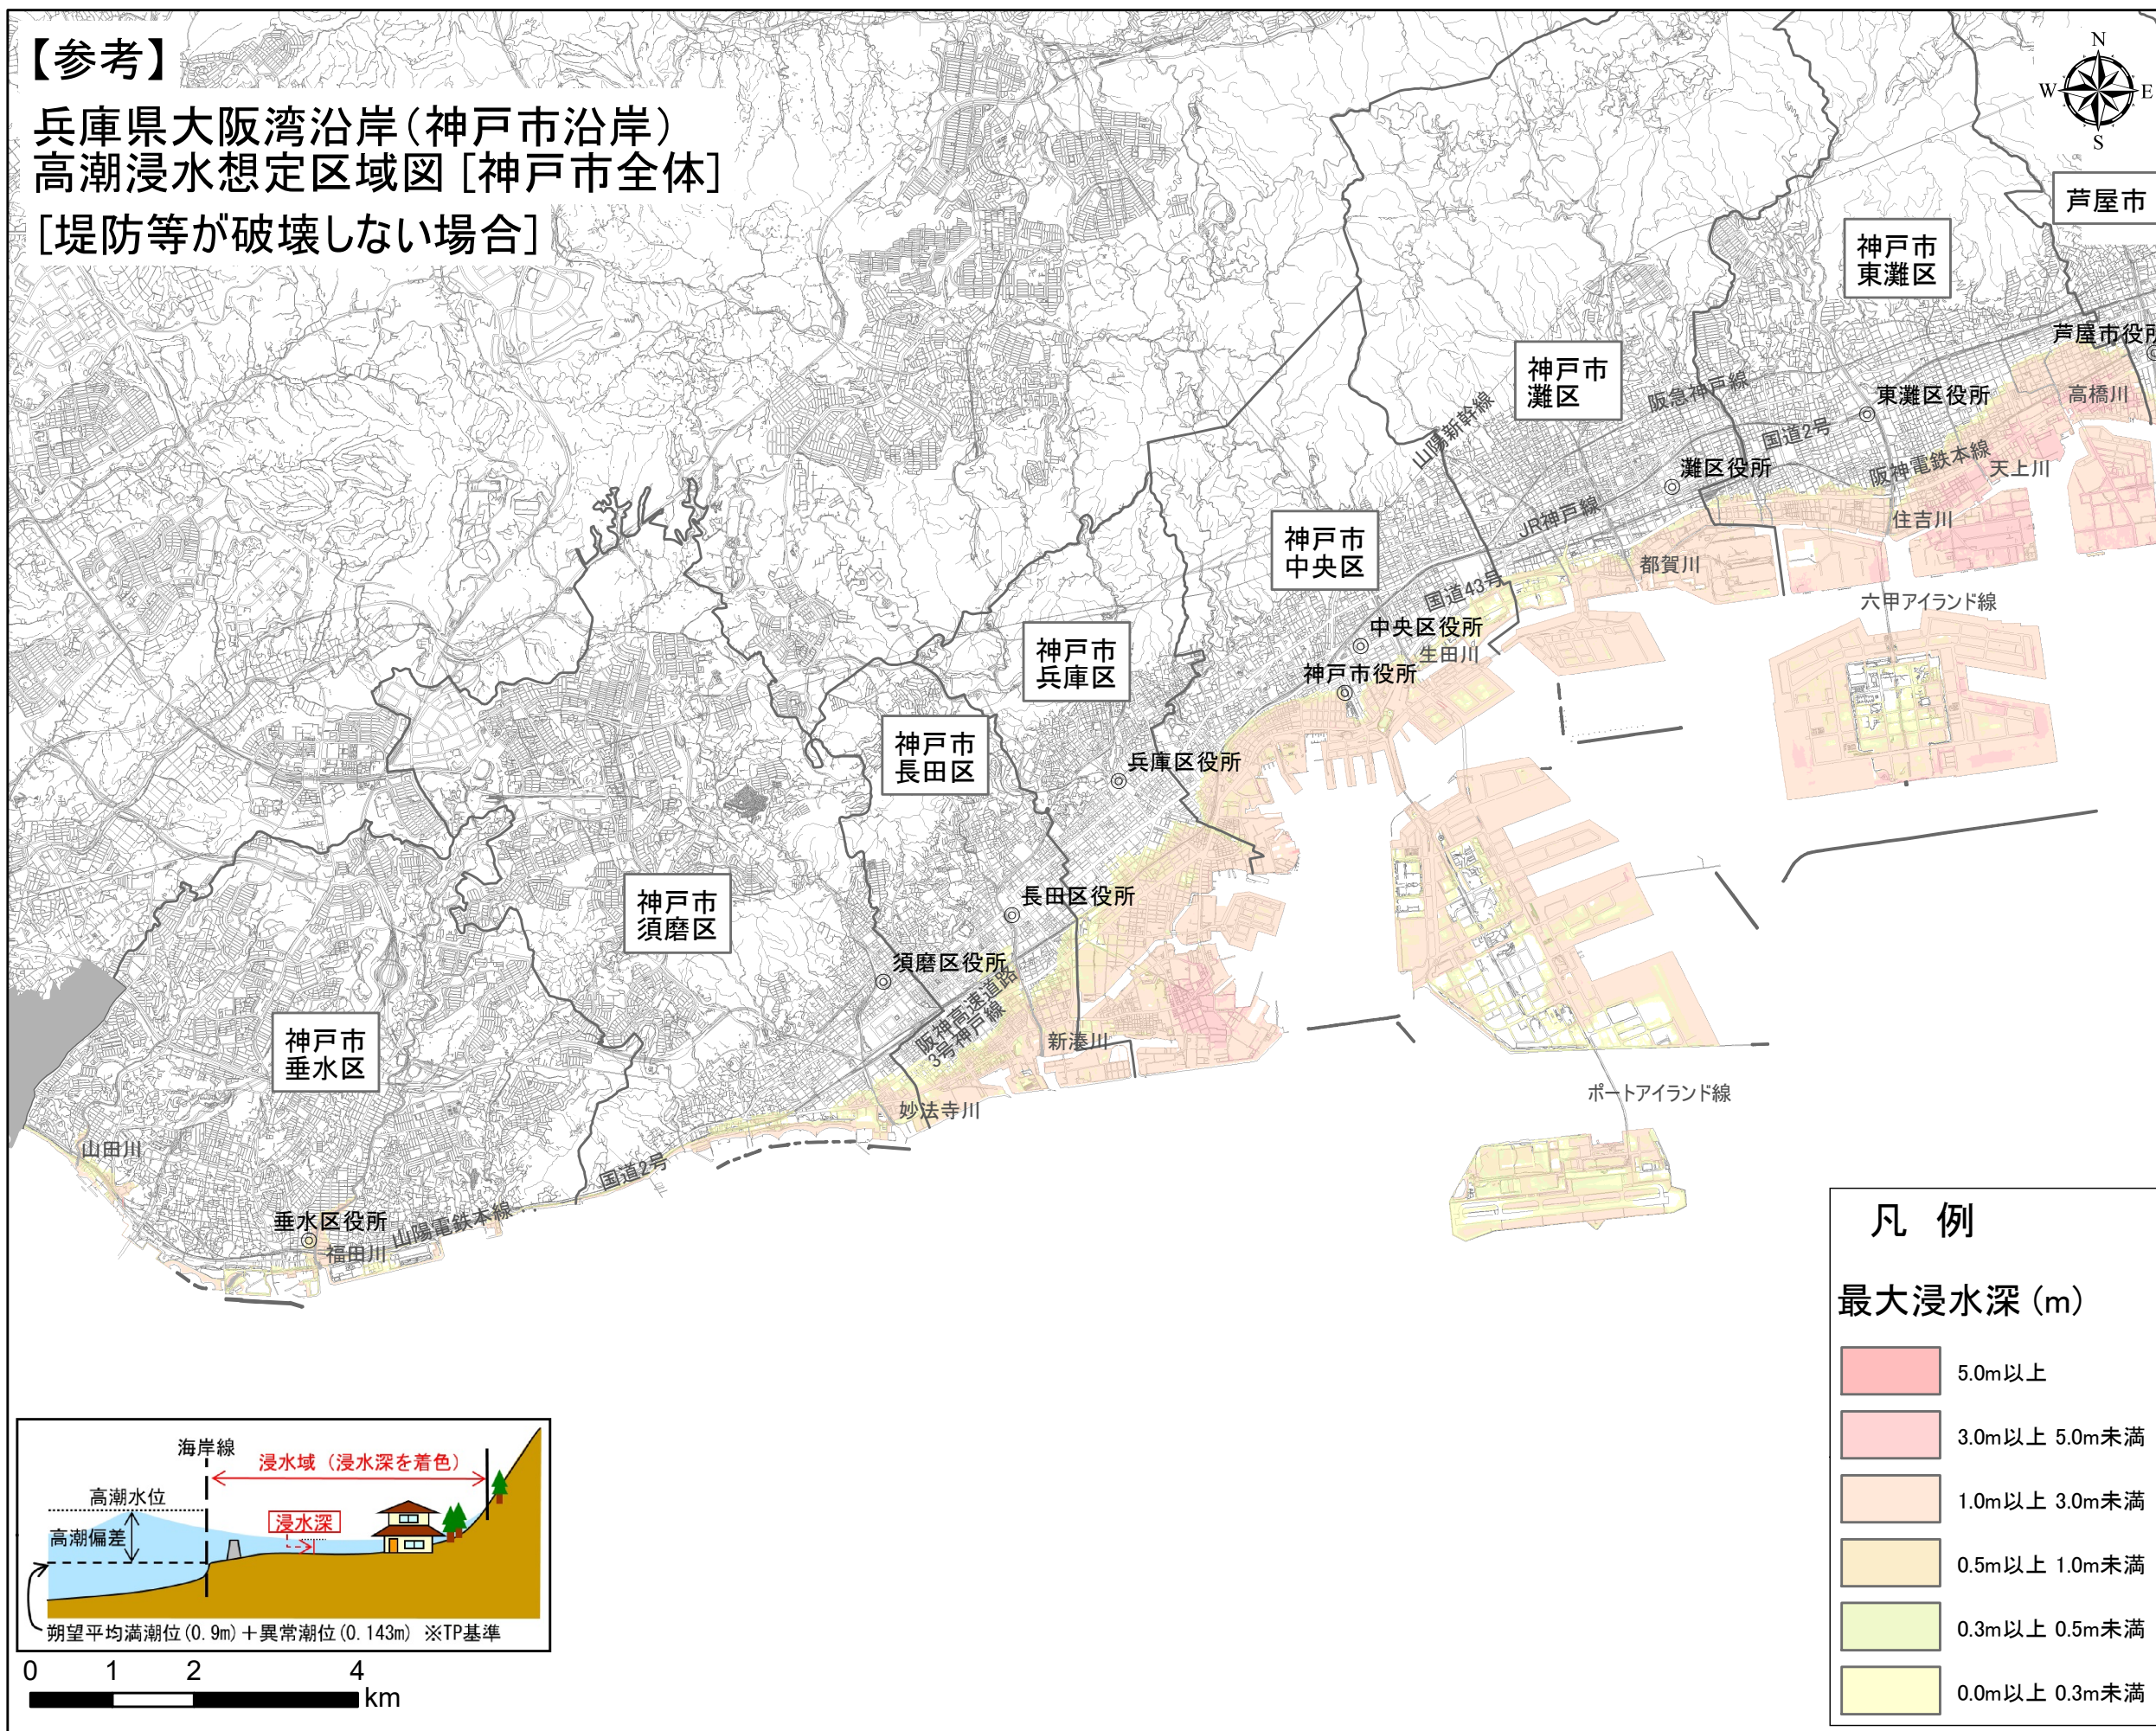 【参考】
兵庫県大阪湾沿岸（神戸市沿岸）
高潮浸水想定区域図［神戸市全体］
［堤防等が破壊しない場合］
N
W
E
S
芦屋市
神戸市
東灘区
芦屋市役所
神戸市
灘区
阪急神戸線
東灘区役所
高橋川
山陽新幹線
国道2号
灘区役所
阪神電鉄本線
天上川
JR神戸線
住吉川
神戸市
中央区
都賀川
国道43号
六甲アイランド線
中央区役所
生田川
神戸市
兵庫区
神戸市役所
神戸市
長田区
兵庫区役所
神戸市
須磨区
長田区役所
須磨区役所
阪神高速道路
3号神戸線
新湊川
神戸市
垂水区
妙法寺川
ポートアイランド線
山田川
国道2号
垂水区役所
福田川
山陽電鉄本線
凡 例
最大浸水深（m）
5.0m以上
3.0m以上 5.0m未満
1.0m以上 3.0m未満
0.5m以上 1.0m未満
0.3m以上 0.5m未満
0.0m以上 0.3m未満
海岸線
浸水域（浸水深を着色）
高潮水位
浸水深
高潮偏差
朔望平均満潮位(0.9m)＋異常潮位(0.143m) ※TP基準
0 1 2 4
km